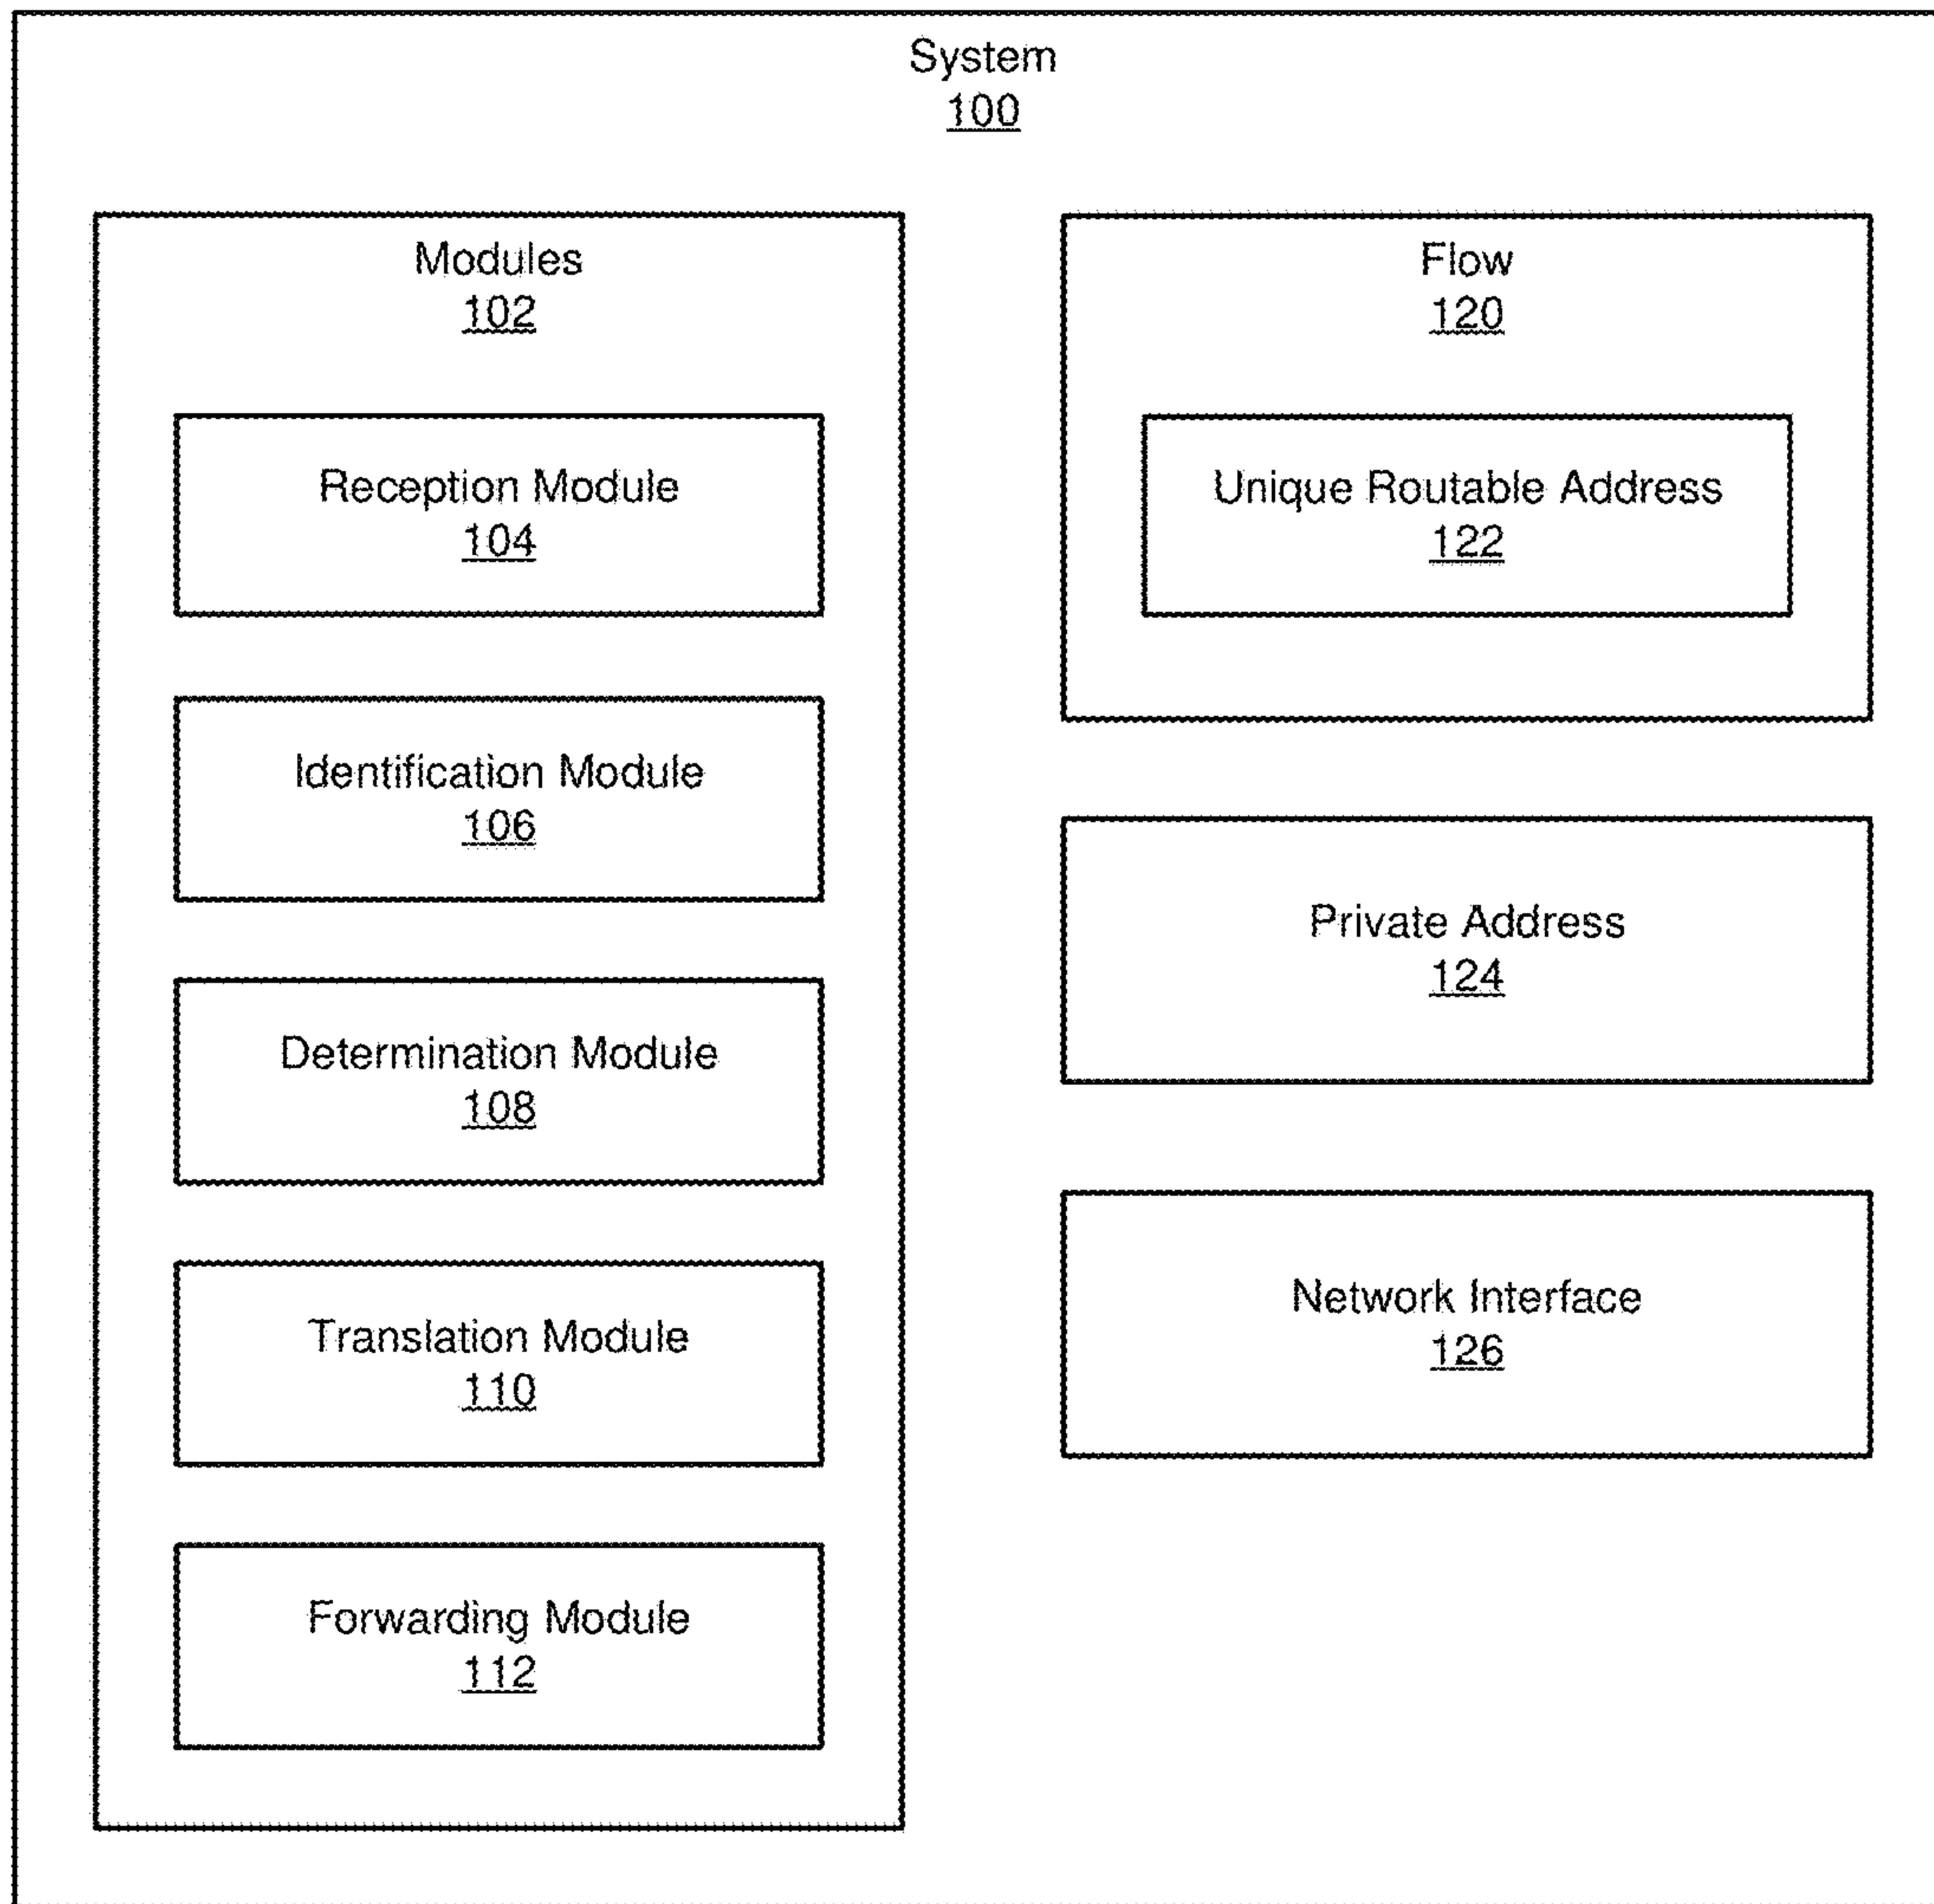 System
100
Modules
102
Reception Module
104
Identification Module
106
Determination Module
108
Translation Module
110
Forwarding Module
112
Flow
120
Unique Routable Address
122
Private Address
124
Network Interface
126